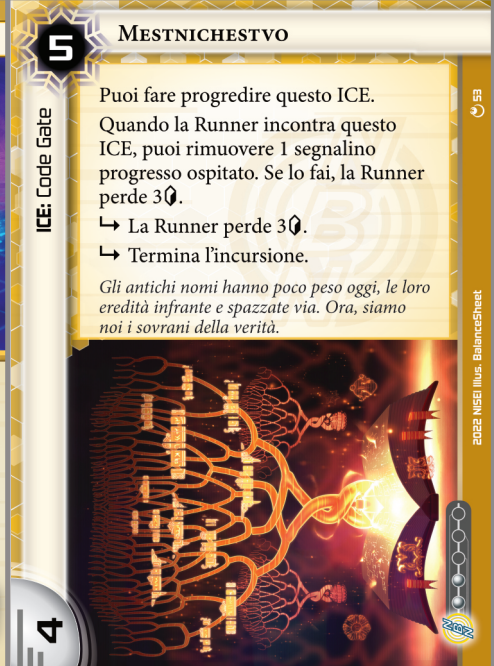 5
MESTNICHESTVO
ICE: Code Gate
Puoi fare progredire questo ICE.
Quando la Runner incontra questo
ICE, puoi rimuovere 1 segnalino
progresso ospitato. Se lo fai, la Runner
perde 3.
La Runner perde 3.
Termina l'incursione.
Gli antichi nomi hanno poco peso oggi, le loro
eredità infrante e spazzate via. Ora, siamo
noi i sovrani della verità.
4
53
2022 NISEI Illus. BalanceSheet
NBN